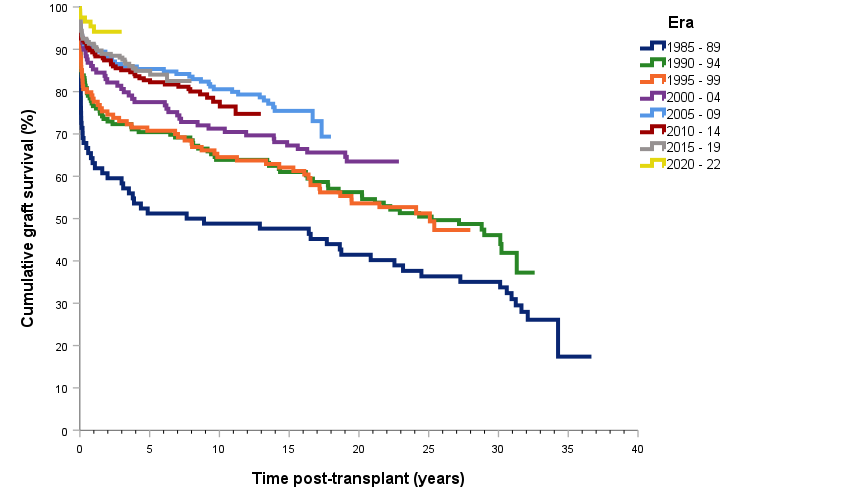 Era
1985 - 89
1990 - 94
1995 - 99
2000 - 04
2005 - 09
2010 - 14
2015 - 19
2020 - 22
Cumulative graft survival (%)
100
90
80
70
60
50
40
30
20
10
0
0 5 10 15 20 25 30 35 40
Time post-transplant (years)